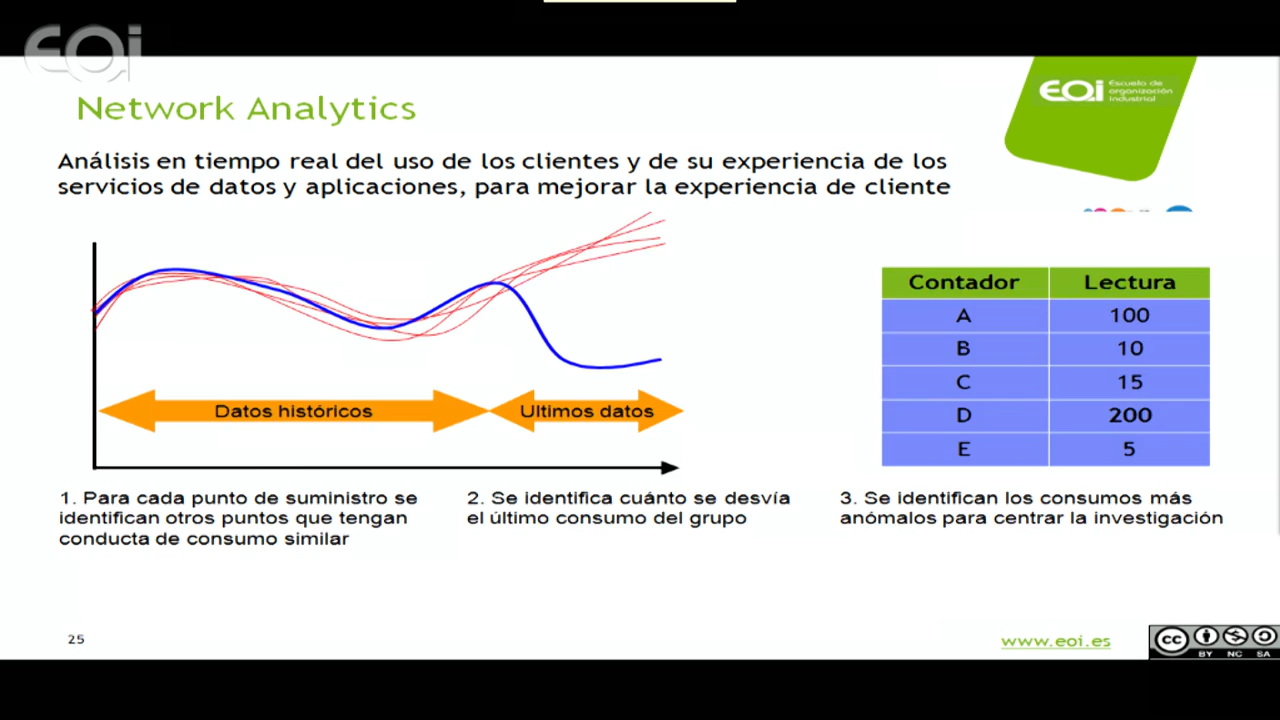 EOi
Network Analytics
EOi Escuela de
organización
industrial
Análisis en tiempo real del uso de los clientes y de su experiencia de los
servicios de datos y aplicaciones, para mejorar la experiencia de cliente
Datos históricos
Ultimos datos
Contador Lectura
A 100
B 10
C 15
D 200
E 5
1. Para cada punto de suministro se
identifican otros puntos que tengan
conducta de consumo similar
2. Se identifica cuánto se desvía
el último consumo del grupo
3. Se identifican los consumos más
anómalos para centrar la investigación
25
www.eoi.es
cc
BY NC SA